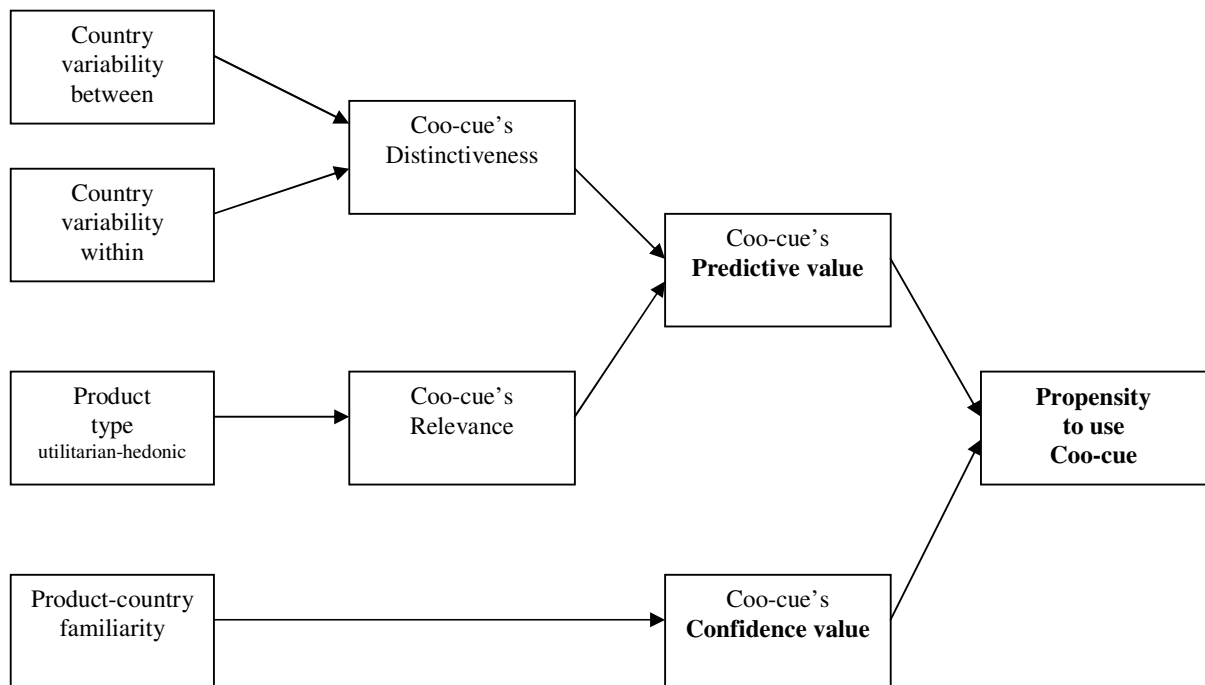 Country
variability
between
Country
variability
within
Product
type
utilitarian-hedonic
Product-country
familiarity
Coo-cue’s
Distinctiveness
Coo-cue’s
Relevance
Coo-cue’s
Predictive value
Coo-cue’s
Confidence value
Propensity
to use
Coo-cue